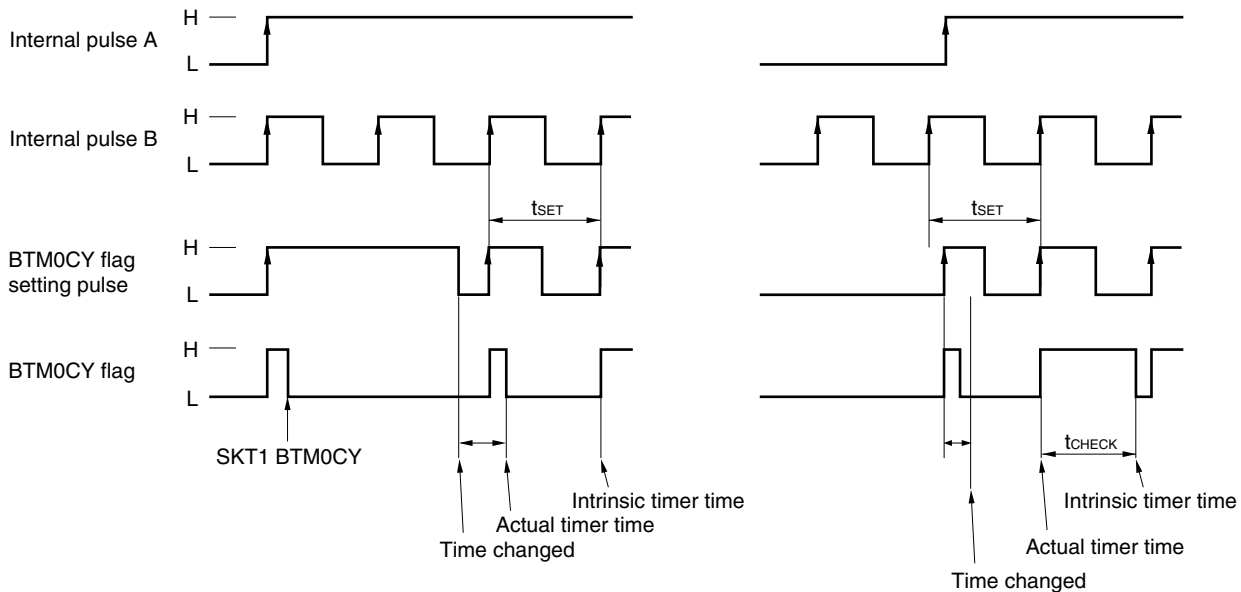 H
Internal pulse A
L
H
Internal pulse B
L
tSET
tSET
H
BTM0CY flag
setting pulse
L
H
BTM0CY flag
L
SKT1 BTM0CY
tCHECK
Intrinsic timer time
Intrinsic timer time
Actual timer time
Time changed
Actual timer time
Time changed